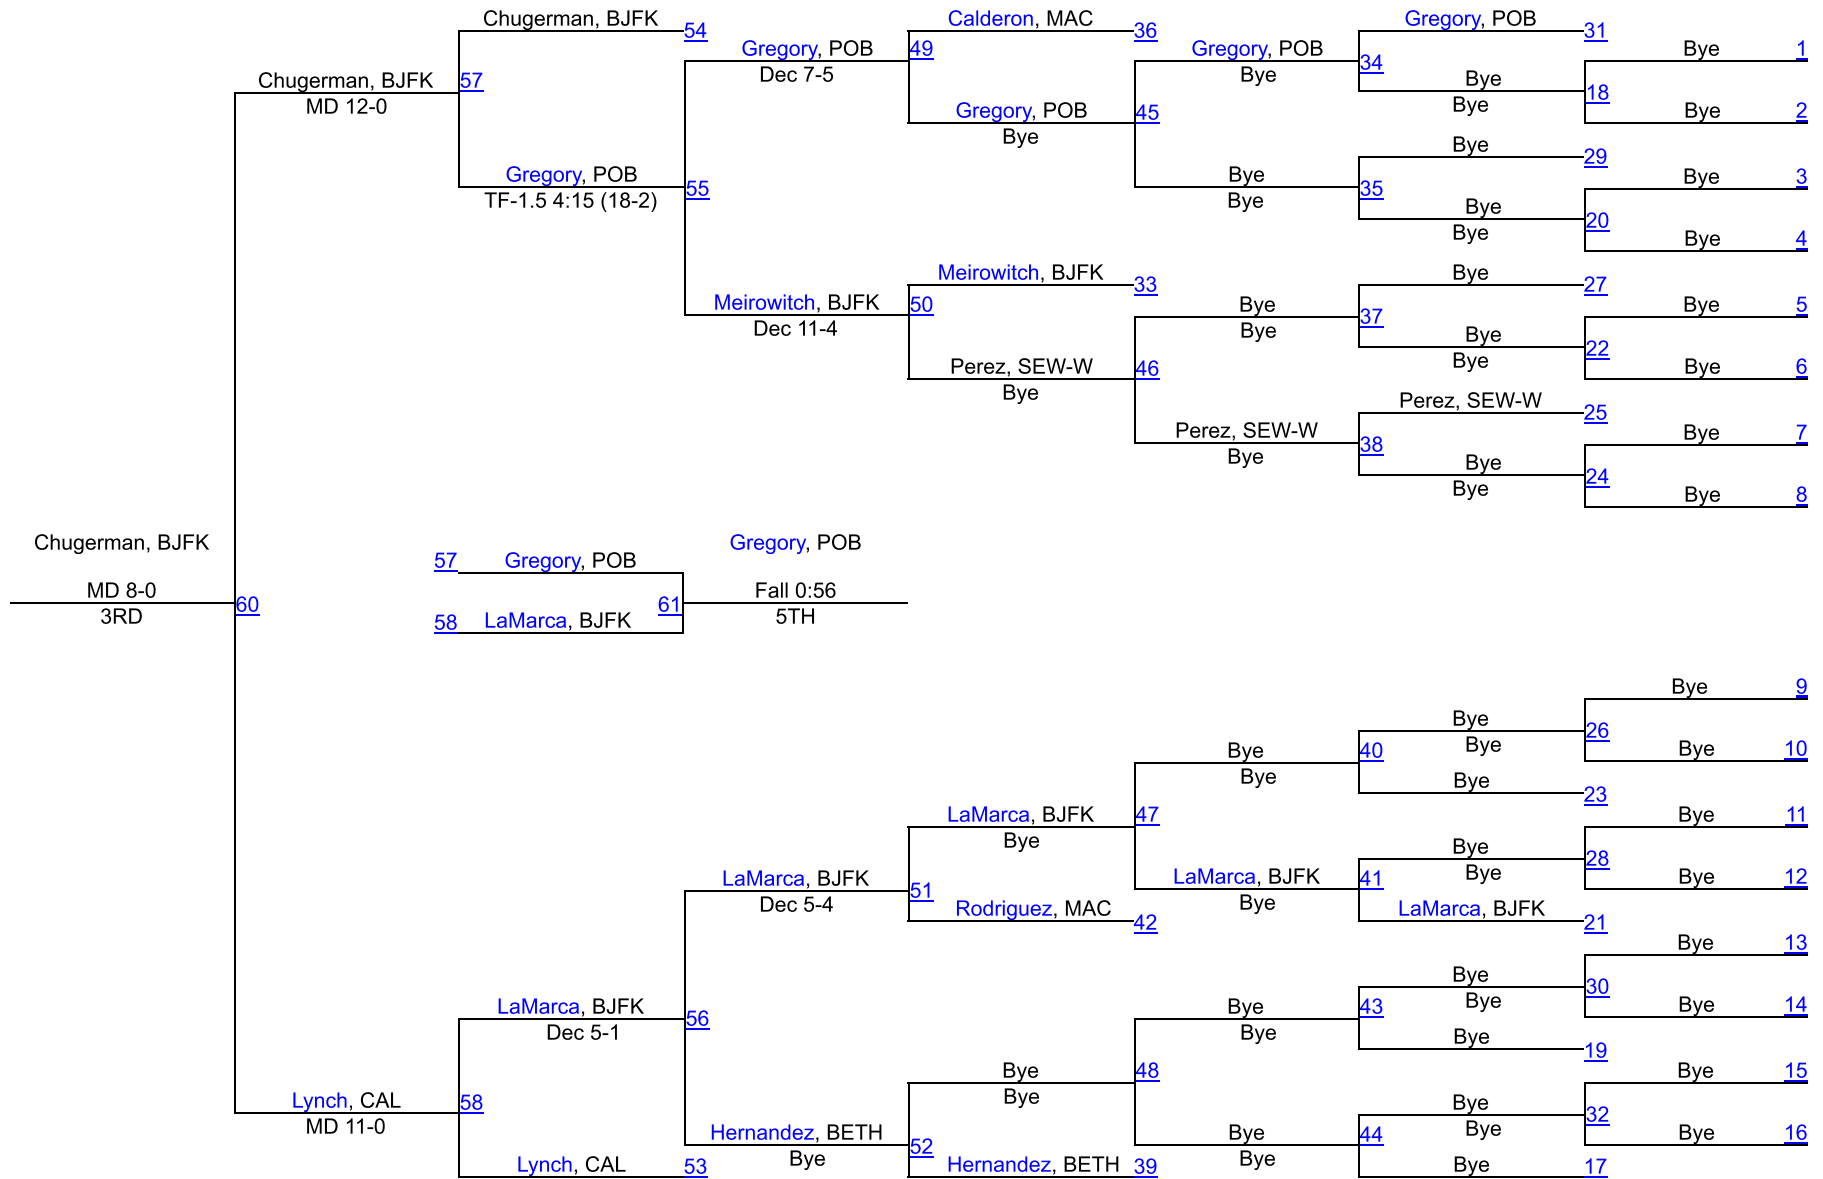 Chugerman, BJFK
54
Calderon, MAC
36
Gregory, POB
31
Gregory, POB
49
Gregory, POB
34
Bye
1
Dec 7-5
Bye
Bye
Chugerman, BJFK
57
Bye
18
MD 12-0
Gregory, POB
45
Bye
2
Bye
Bye
29
Gregory, POB
55
Bye
35
Bye
3
TF-1.5 4:15 (18-2)
Bye
Bye
20
Bye
Bye
4
Meirowitch, BJFK
33
Bye
27
Meirowitch, BJFK
50
Bye
37
Bye
5
Dec 11-4
Bye
Bye
22
Bye
Perez, SEW-W
46
Bye
6
Bye
Perez, SEW-W
25
Perez, SEW-W
38
Bye
7
Bye
Bye
24
Bye
Bye
8
Chugerman, BJFK
57
Gregory, POB
Gregory, POB
MD 8-0
60
61
Fall 0:56
3RD
58
LaMarca, BJFK
5TH
Bye
9
Bye
26
Bye
Bye
40
Bye
10
Bye
Bye
23
LaMarca, BJFK
47
Bye
11
Bye
Bye
28
Bye
LaMarca, BJFK
51
LaMarca, BJFK
41
Bye
12
Dec 5-4
Bye
Rodriguez, MAC
42
LaMarca, BJFK
21
Bye
13
Bye
30
Bye
LaMarca, BJFK
56
Bye
43
Bye
14
Dec 5-1
Bye
Bye
19
Bye
48
Bye
15
Bye
Lynch, CAL
58
Bye
32
MD 11-0
Bye
Hernandez, BETH
52
Bye
44
Bye
16
Bye
Bye
Lynch, CAL
53
Hernandez, BETH
39
Bye
17